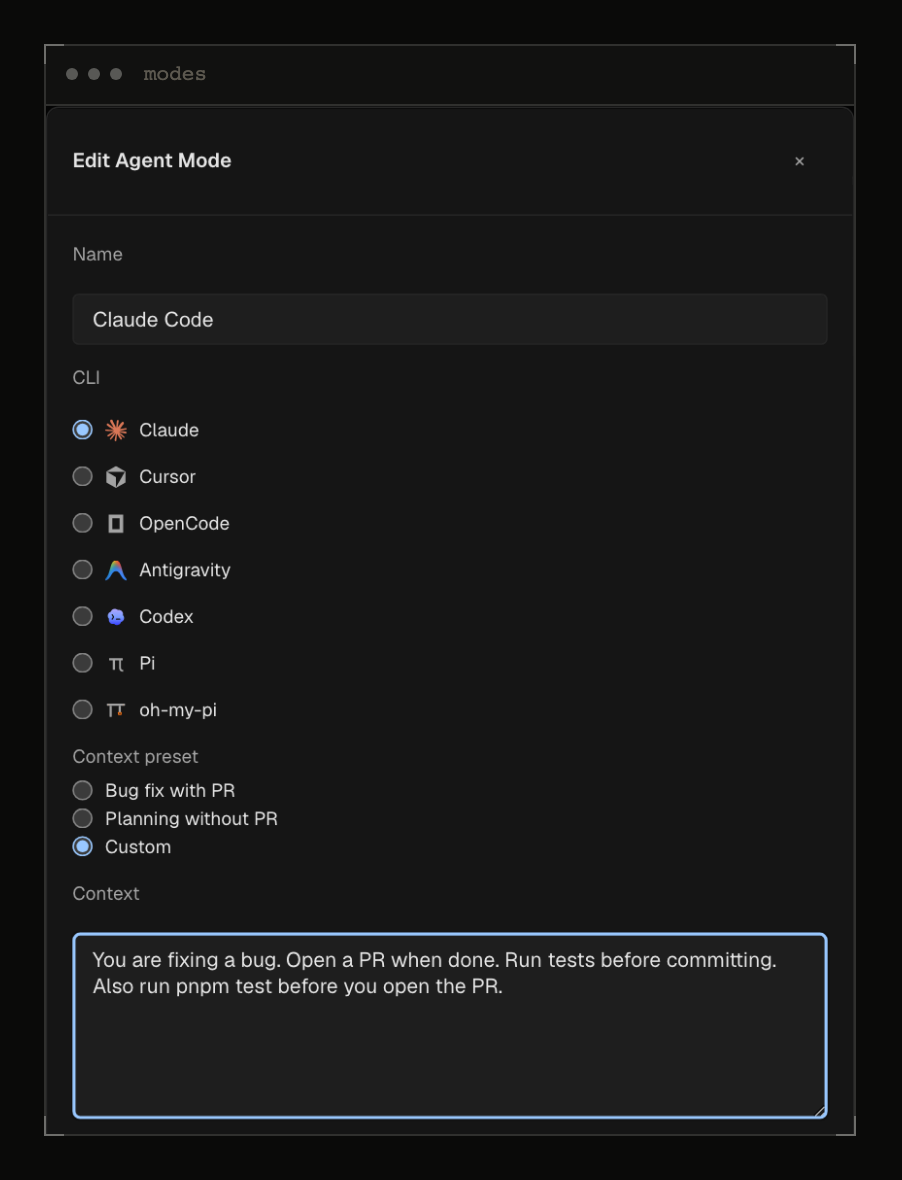 modes
Edit Agent Mode
×
Name
Claude Code
CLI
Claude
Cursor
OpenCode
Antigravity
Codex
Pi
oh-my-pi
Context preset
Bug fix with PR
Planning without PR
Custom
Context
You are fixing a bug. Open a PR when done. Run tests before committing.
Also run pnpm test before you open the PR.